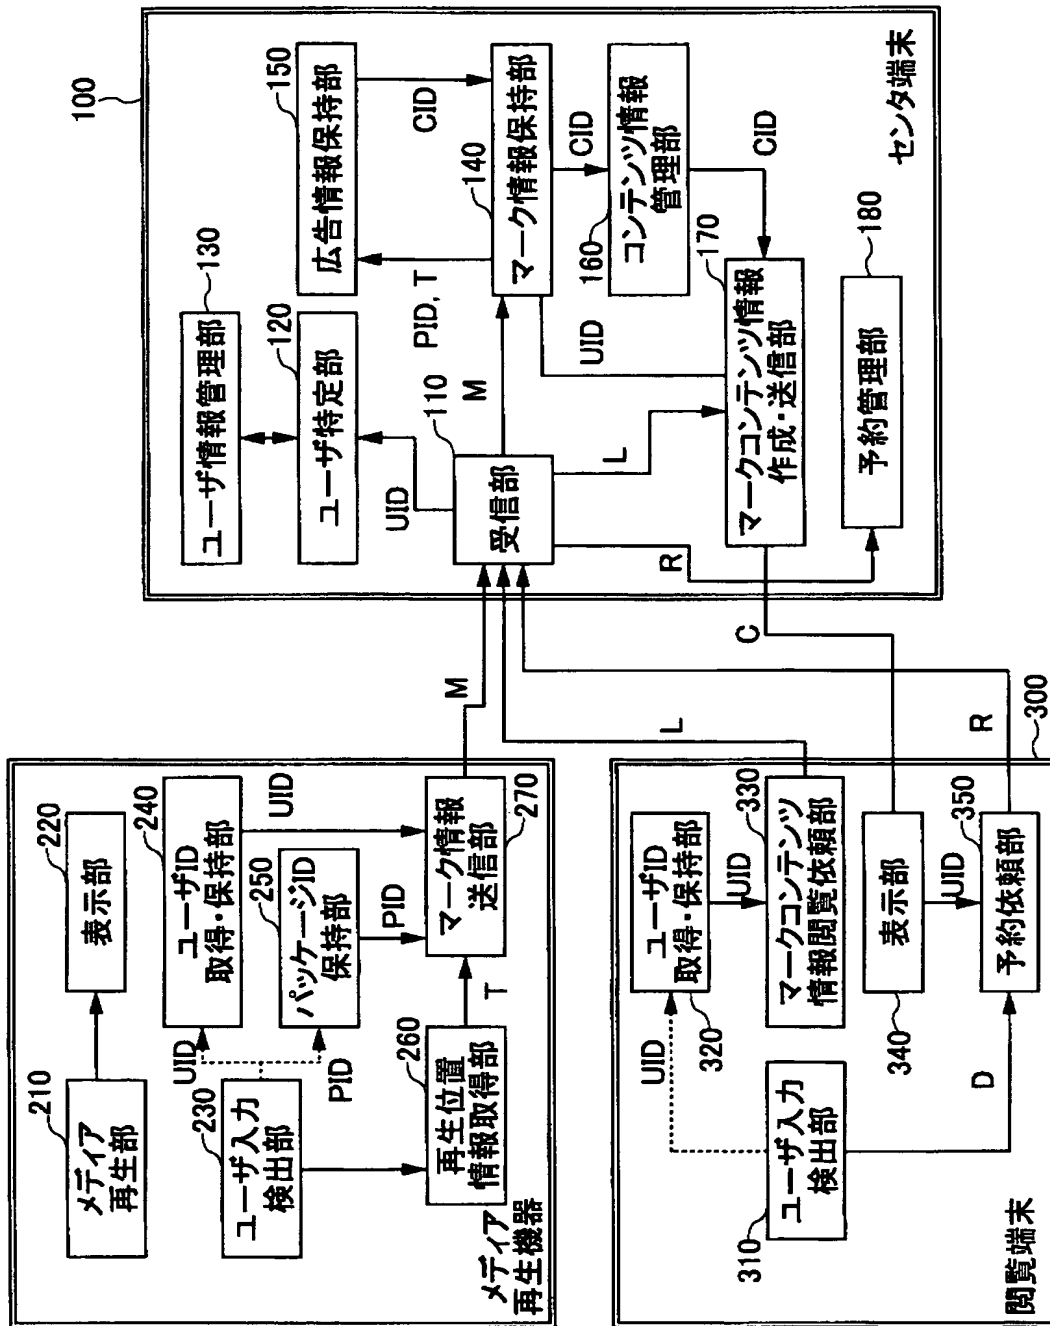 100
センタ端末
150
広告情報保持部
CID
マーク情報保持部
140
CID
コンテンツ情報
管理部
160
CID
170
マークコンテンツ情報
作成・送信部
180
予約管理部
130
ユーザ情報管理部
120
ユーザ特定部
UID
PID, T
M
UID
110
受信部
L
R
C
M
L
R
メディア
再生機器
210
メディア
再生部
220
表示部
230
ユーザ入力
検出部
UID
PID
240
ユーザID
取得・保持部
UID
250
パッケージID
保持部
PID
260
再生位置
情報取得部
T
マーク情報
送信部
270
300
閲覧端末
310
ユーザ入力
検出部
UID
D
ユーザID
取得・保持部
320
UID
330
マークコンテンツ
情報閲覧依頼部
表示部
340
UID
350
予約依頼部